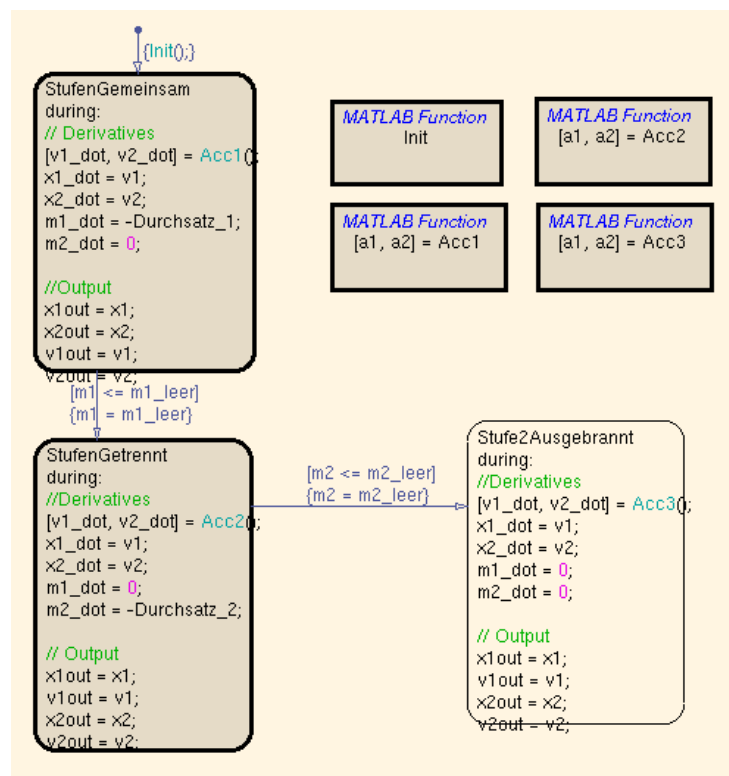 {Init();}
StufenGemeinsam
during:
// Derivatives
[v1_dot, v2_dot] = Acc1();
x1_dot = v1;
x2_dot = v2;
m1_dot = -Durchsatz_1;
m2_dot = 0;
//Output
x1out = x1;
x2out = x2;
v1out = v1;
v2out = v2;
MATLAB Function
Init
MATLAB Function
[a1, a2] = Acc2
MATLAB Function
[a1, a2] = Acc1
MATLAB Function
[a1, a2] = Acc3
[m1 <= m1_leer]
{m1 = m1_leer}
StufenGetrennt
during:
//Derivatives
[v1_dot, v2_dot] = Acc2();
x1_dot = v1;
x2_dot = v2;
m1_dot = 0;
m2_dot = -Durchsatz_2;
// Output
x1out = x1;
v1out = v1;
x2out = x2;
v2out = v2;
[m2 <= m2_leer]
{m2 = m2_leer}
Stufe2Ausgebrannt
during:
//Derivatives
[v1_dot, v2_dot] = Acc3();
x1_dot = v1;
x2_dot = v2;
m1_dot = 0;
m2_dot = 0;
// Output
x1out = x1;
v1out = v1;
x2out = x2;
v2out = v2;